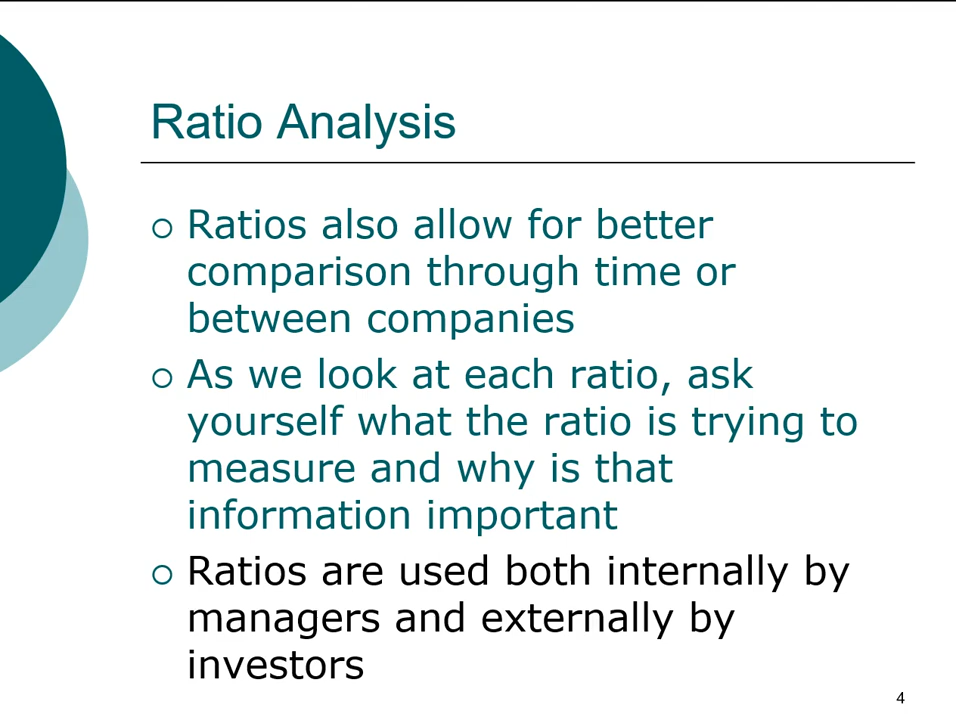 Ratio Analysis
Ratios also allow for better
comparison through time or
between companies
As we look at each ratio, ask
yourself what the ratio is trying to
measure and why is that
information important
Ratios are used both internally by
managers and externally by
investors
4